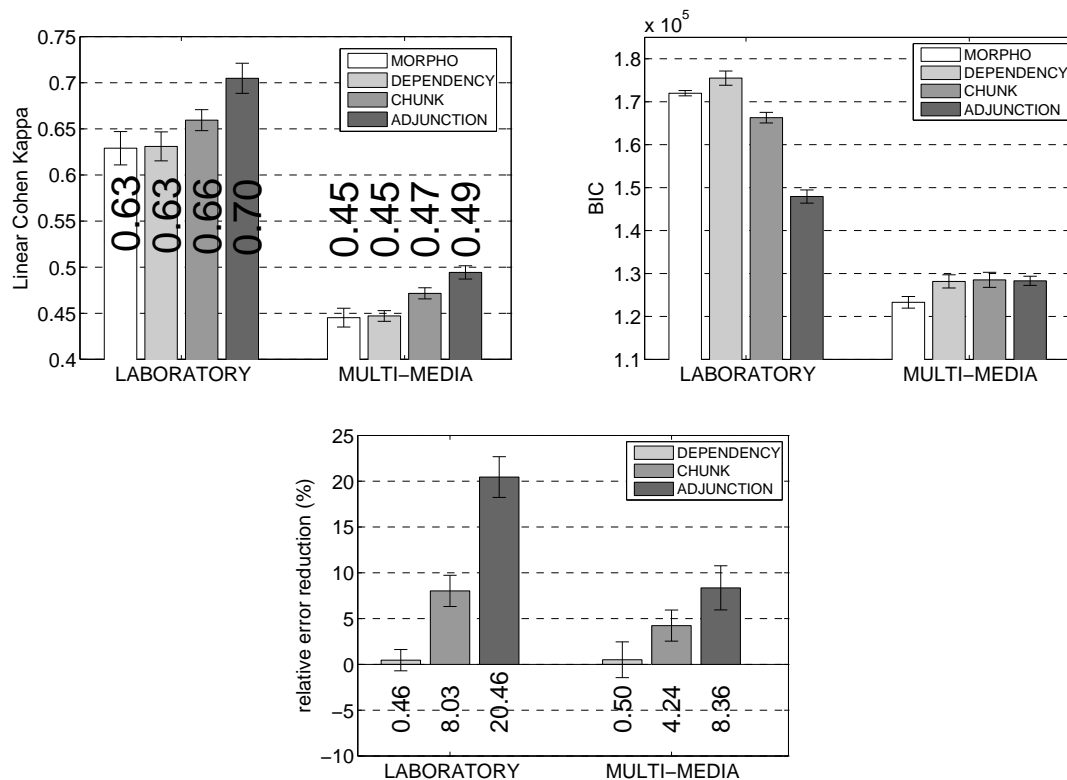 0.75
0.7
0.65
0.6
0.55
0.5
0.45
0.4
Linear Cohen Kappa
MORPHO
DEPENDENCY
CHUNK
ADJUNCTION
0.63
0.63
0.66
0.70
0.45
0.45
0.47
0.49
LABORATORY
MULTI−MEDIA
x 10⁵
1.8
1.7
1.6
1.5
1.4
1.3
1.2
1.1
BIC
MORPHO
DEPENDENCY
CHUNK
ADJUNCTION
LABORATORY
MULTI−MEDIA
25
20
15
10
5
0
−5
−10
relative error reduction (%)
DEPENDENCY
CHUNK
ADJUNCTION
0.46
8.03
20.46
0.50
4.24
8.36
LABORATORY
MULTI−MEDIA